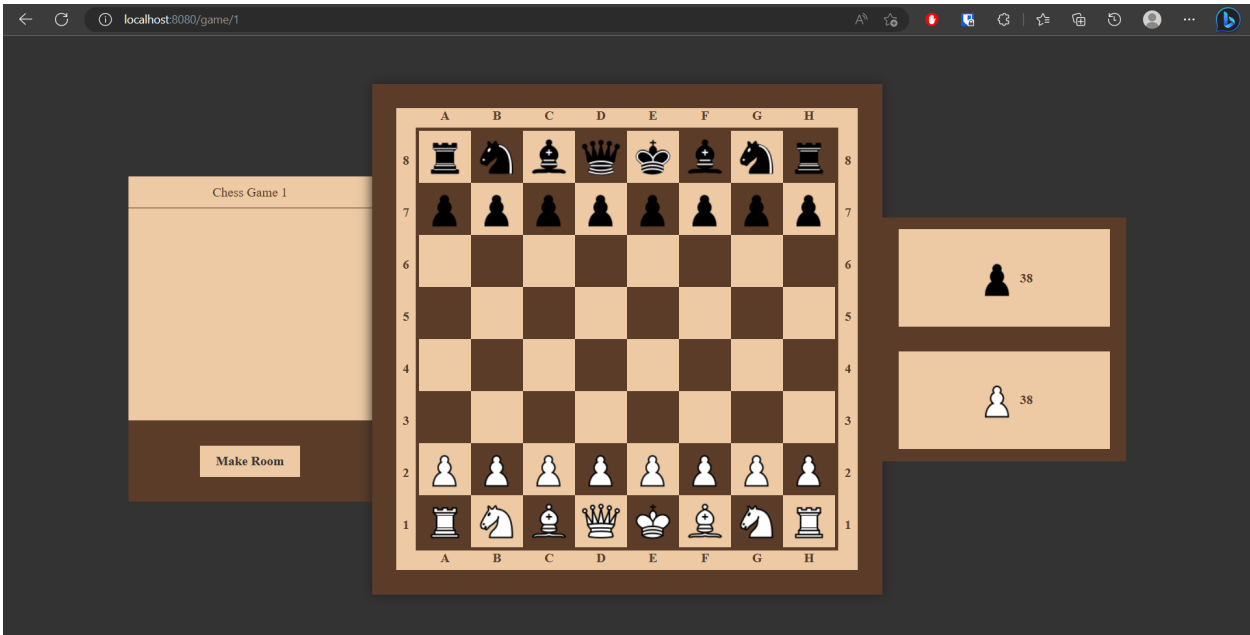 localhost:8080/game/1
A B C D E F G H
8 8
Chess Game 1
7 7
6 6
38
5 5
4 4
38
3 3
Make Room
2 2
1 1
A B C D E F G H